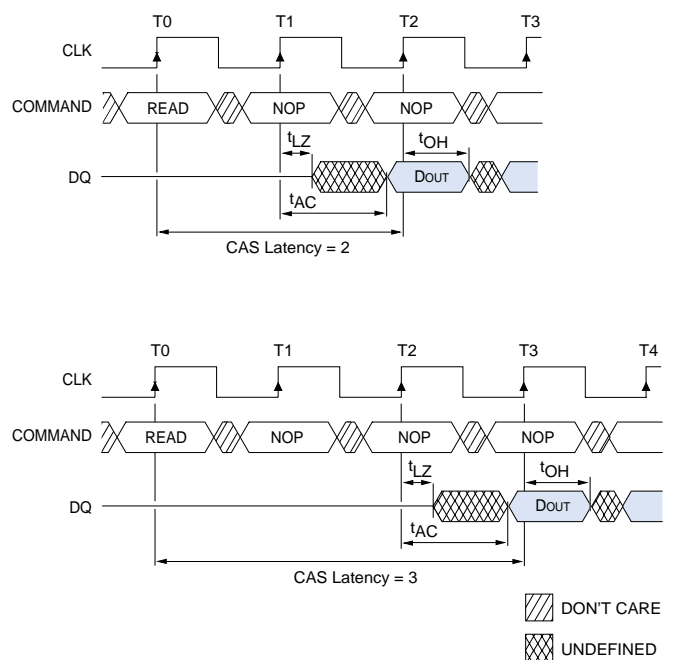 T0 T1 T2 T3
CLK
COMMAND READ NOP NOP
tLZ tOH
DQ DOUT
tAC
CAS Latency = 2
T0 T1 T2 T3 T4
CLK
COMMAND READ NOP NOP NOP
tLZ tOH
DQ DOUT
tAC
CAS Latency = 3
DON'T CARE
UNDEFINED